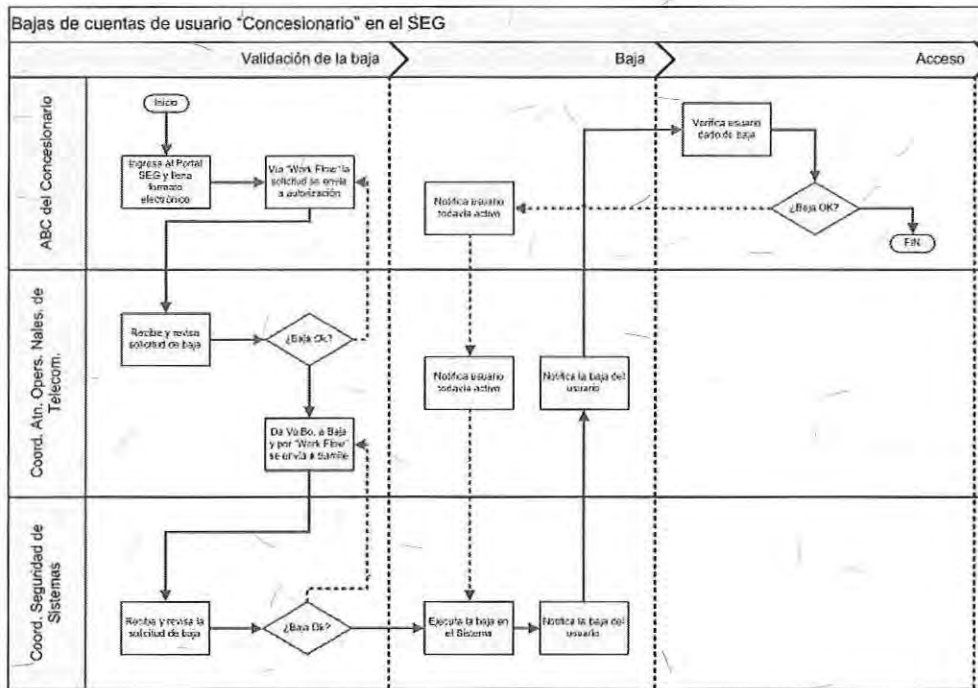 Bajas de cuentas de usuario "Concesionario" en el SEG
Validación de la baja
Baja
Acceso
ABC del Concesionario
Inicio
Ingresa al Portal
SEG y llena
formato
electrónico
Vía "Work Flow" la
solicitud se envía
a autorización
Notifica usuario
todavía activo
Verifica usuario
dado de baja
¿Baja OK?
FIN
Coord. Atn. Opers. Nales. de
Telecom.
Recibe y revisa
solicitud de baja
¿Baja Ok?
Da Vo.Bo. a Baja
y por "Work Flow"
se envía a trámite
Notifica usuario
todavía activo
Notifica la baja del
usuario
Coord. Seguridad de
Sistemas
Recibe y revisa la
solicitud de baja
¿Baja Ok?
Ejecuta la baja en
el Sistema
Notifica la baja del
usuario